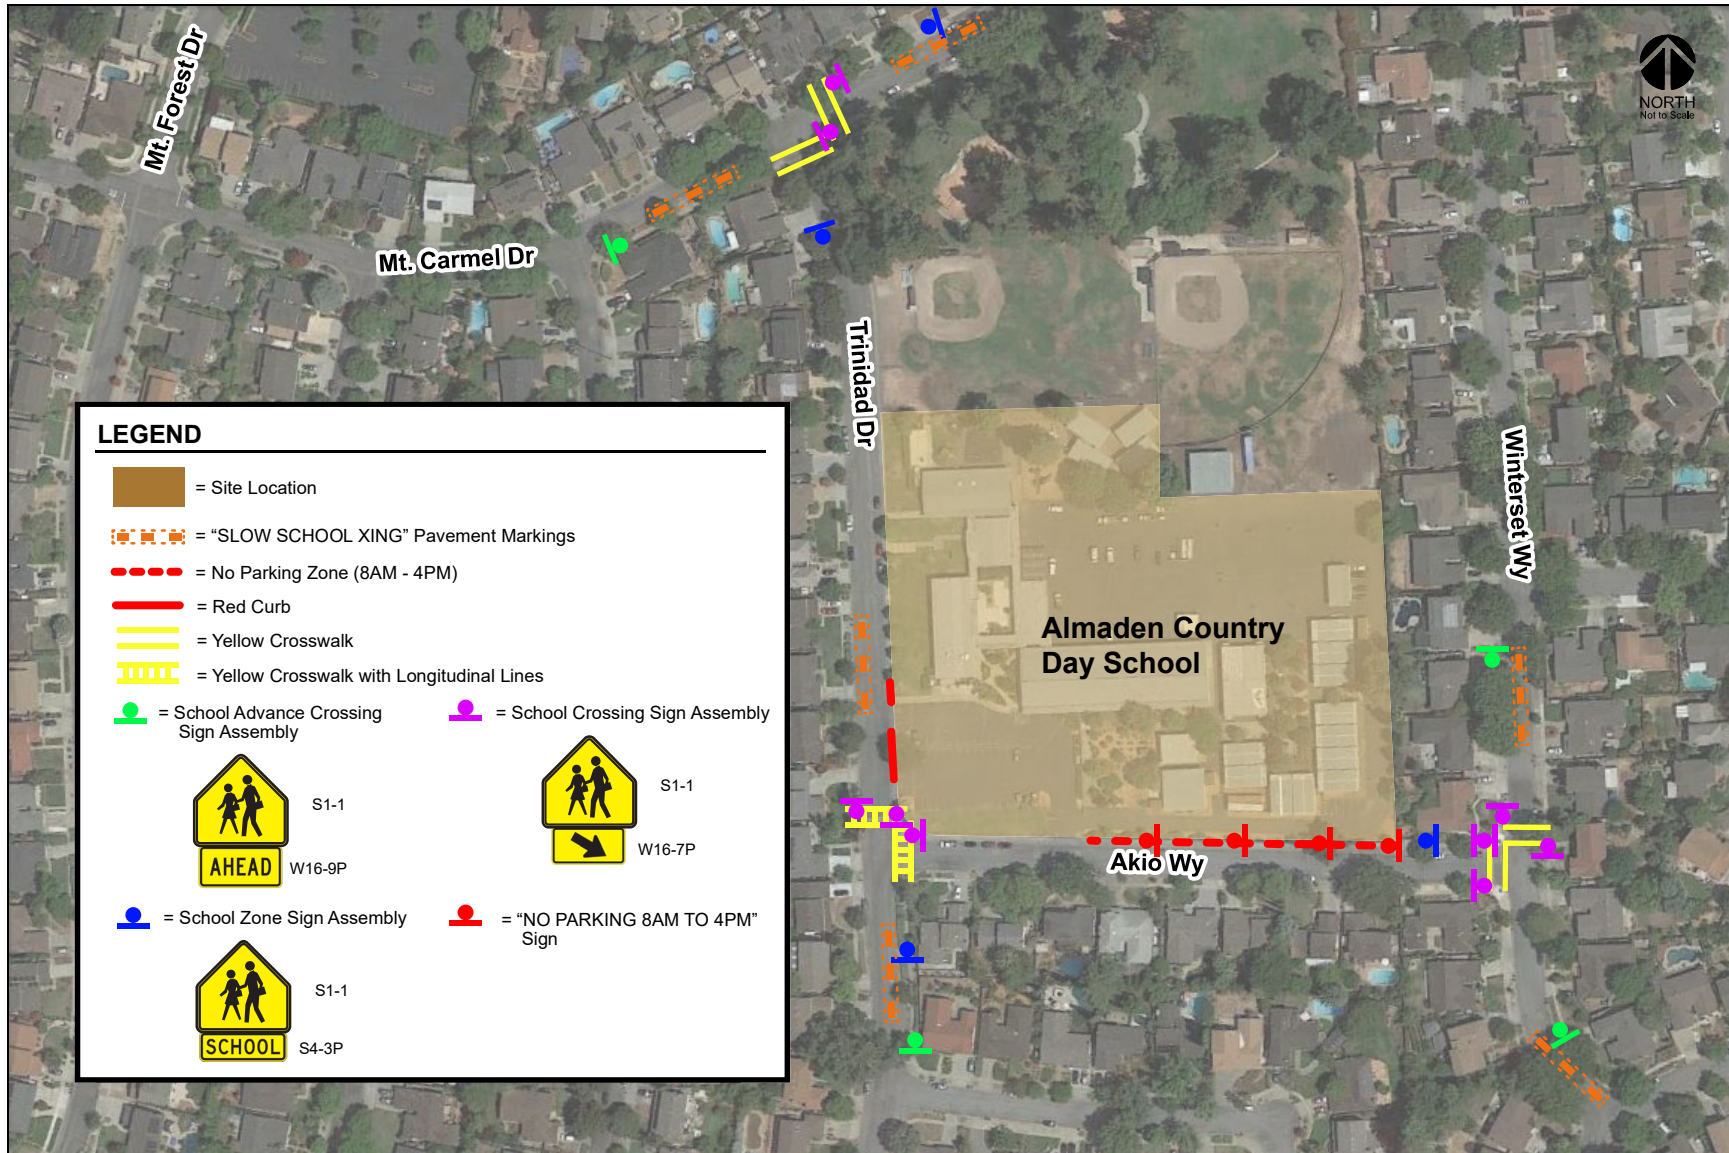 Mt. Forest Dr
NORTH
Not to Scale
Mt. Carmel Dr
Trinidad Dr
Winterset Wy
Almaden Country
Day School
Akio Wy
LEGEND
= Site Location
= “SLOW SCHOOL XING” Pavement Markings
= No Parking Zone (8AM - 4PM)
= Red Curb
= Yellow Crosswalk
= Yellow Crosswalk with Longitudinal Lines
= School Advance Crossing
Sign Assembly
S1-1
AHEAD
W16-9P
= School Crossing Sign Assembly
S1-1
W16-7P
= School Zone Sign Assembly
S1-1
SCHOOL
S4-3P
= “NO PARKING 8AM TO 4PM”
Sign